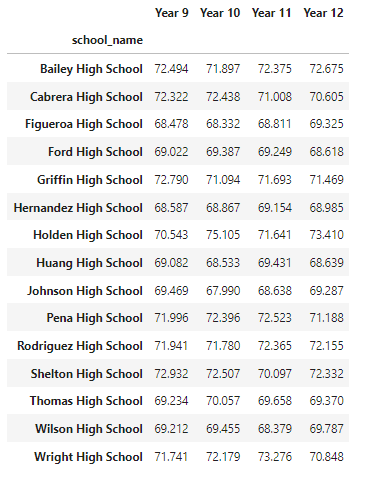 Year 9 Year 10 Year 11 Year 12
school_name
Bailey High School 72.494 71.897 72.375 72.675
Cabrera High School 72.322 72.438 71.008 70.605
Figueroa High School 68.478 68.332 68.811 69.325
Ford High School 69.022 69.387 69.249 68.618
Griffin High School 72.790 71.094 71.693 71.469
Hernandez High School 68.587 68.867 69.154 68.985
Holden High School 70.543 75.105 71.641 73.410
Huang High School 69.082 68.533 69.431 68.639
Johnson High School 69.469 67.990 68.638 69.287
Pena High School 71.996 72.396 72.523 71.188
Rodriguez High School 71.941 71.780 72.365 72.155
Shelton High School 72.932 72.507 70.097 72.332
Thomas High School 69.234 70.057 69.658 69.370
Wilson High School 69.212 69.455 68.379 69.787
Wright High School 71.741 72.179 73.276 70.848